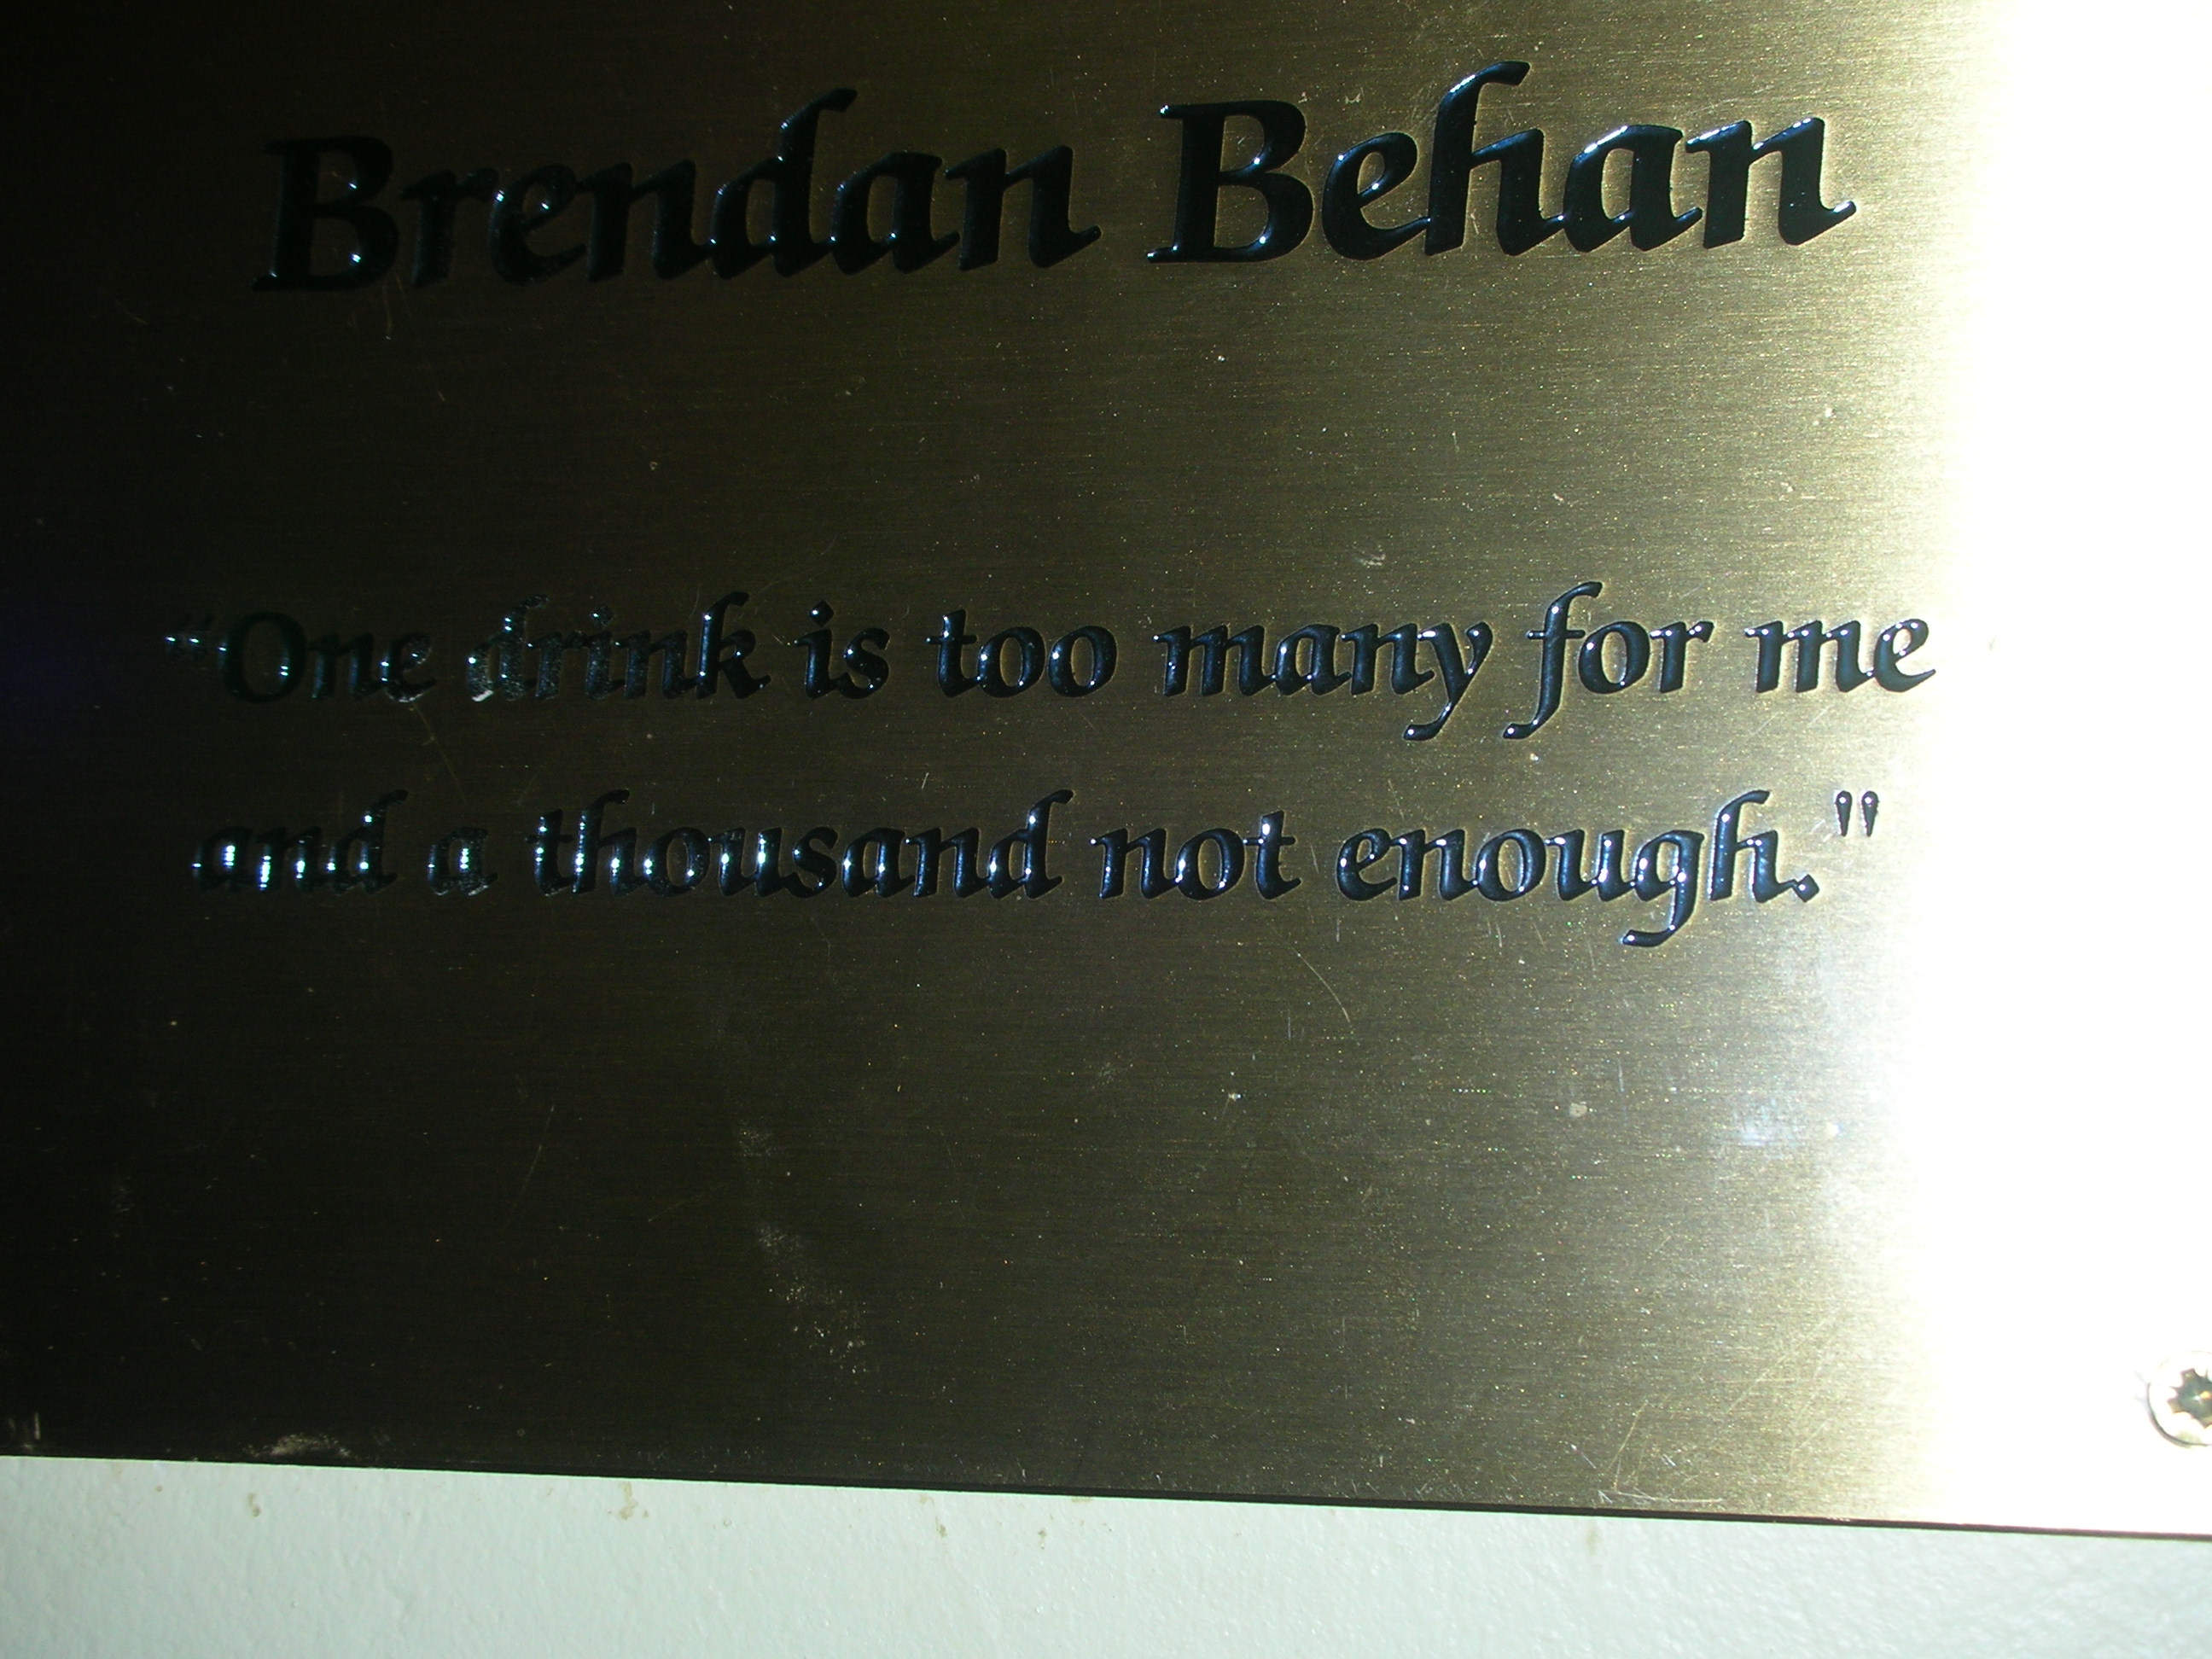 Brendan Behan
“One drink is too many for me
and a thousand not enough."